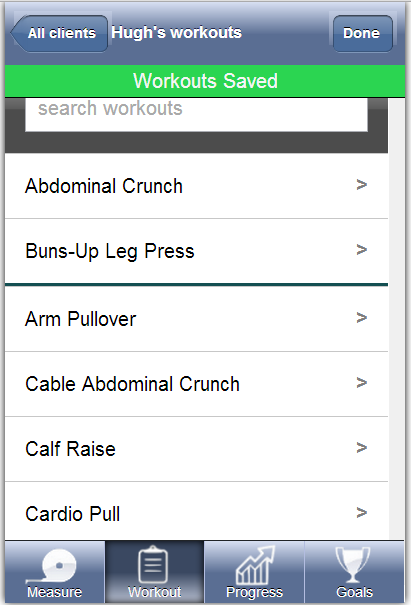 All clients Hugh's workouts Done
Workouts Saved
search workouts
Abdominal Crunch >
Buns-Up Leg Press >
Arm Pullover >
Cable Abdominal Crunch >
Calf Raise >
Cardio Pull >
Measure Workout Progress Goals